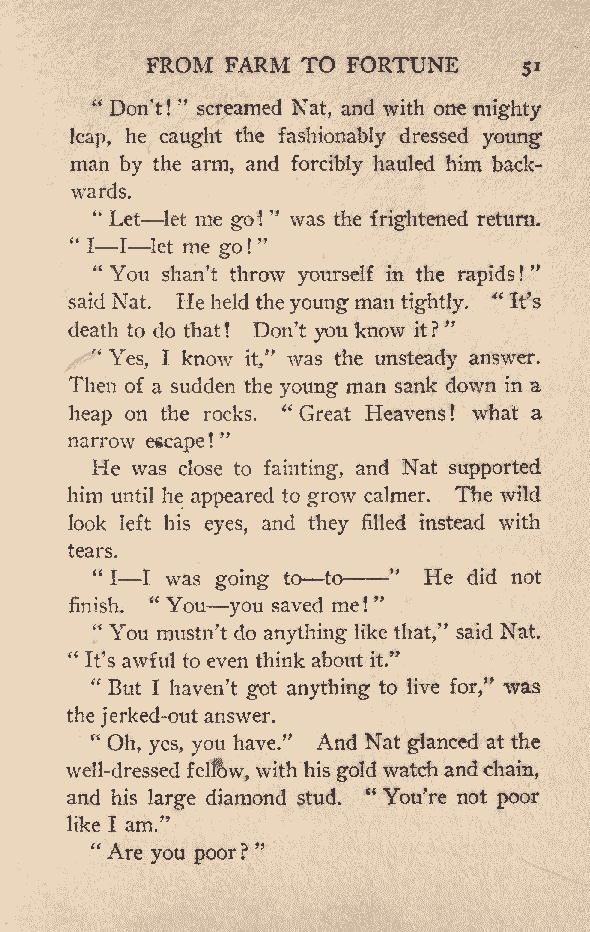 FROM FARM TO FORTUNE 51
“ Don't! ” screamed Nat, and with one mighty
leap, he caught the fashionably dressed young
man by the arm, and forcibly hauled him back-
wards.
“ Let—let me go! ” was the frightened return.
“ I—I—let me go! ”
“ You shan't throw yourself in the rapids! ”
said Nat. He held the young man tightly. “ It's
death to do that! Don't you know it? ”
“ Yes, I know it,” was the unsteady answer.
Then of a sudden the young man sank down in a
heap on the rocks. “ Great Heavens! what a
narrow escape! ”
He was close to fainting, and Nat supported
him until he appeared to grow calmer. The wild
look left his eyes, and they filled instead with
tears.
“ I—I was going to—to——” He did not
finish. “ You—you saved me! ”
“ You mustn't do anything like that,” said Nat.
“ It's awful to even think about it.”
“ But I haven't got anything to live for,” was
the jerked-out answer.
“ Oh, yes, you have.” And Nat glanced at the
well-dressed fellow, with his gold watch and chain,
and his large diamond stud. “ You're not poor
like I am.”
“ Are you poor? ”